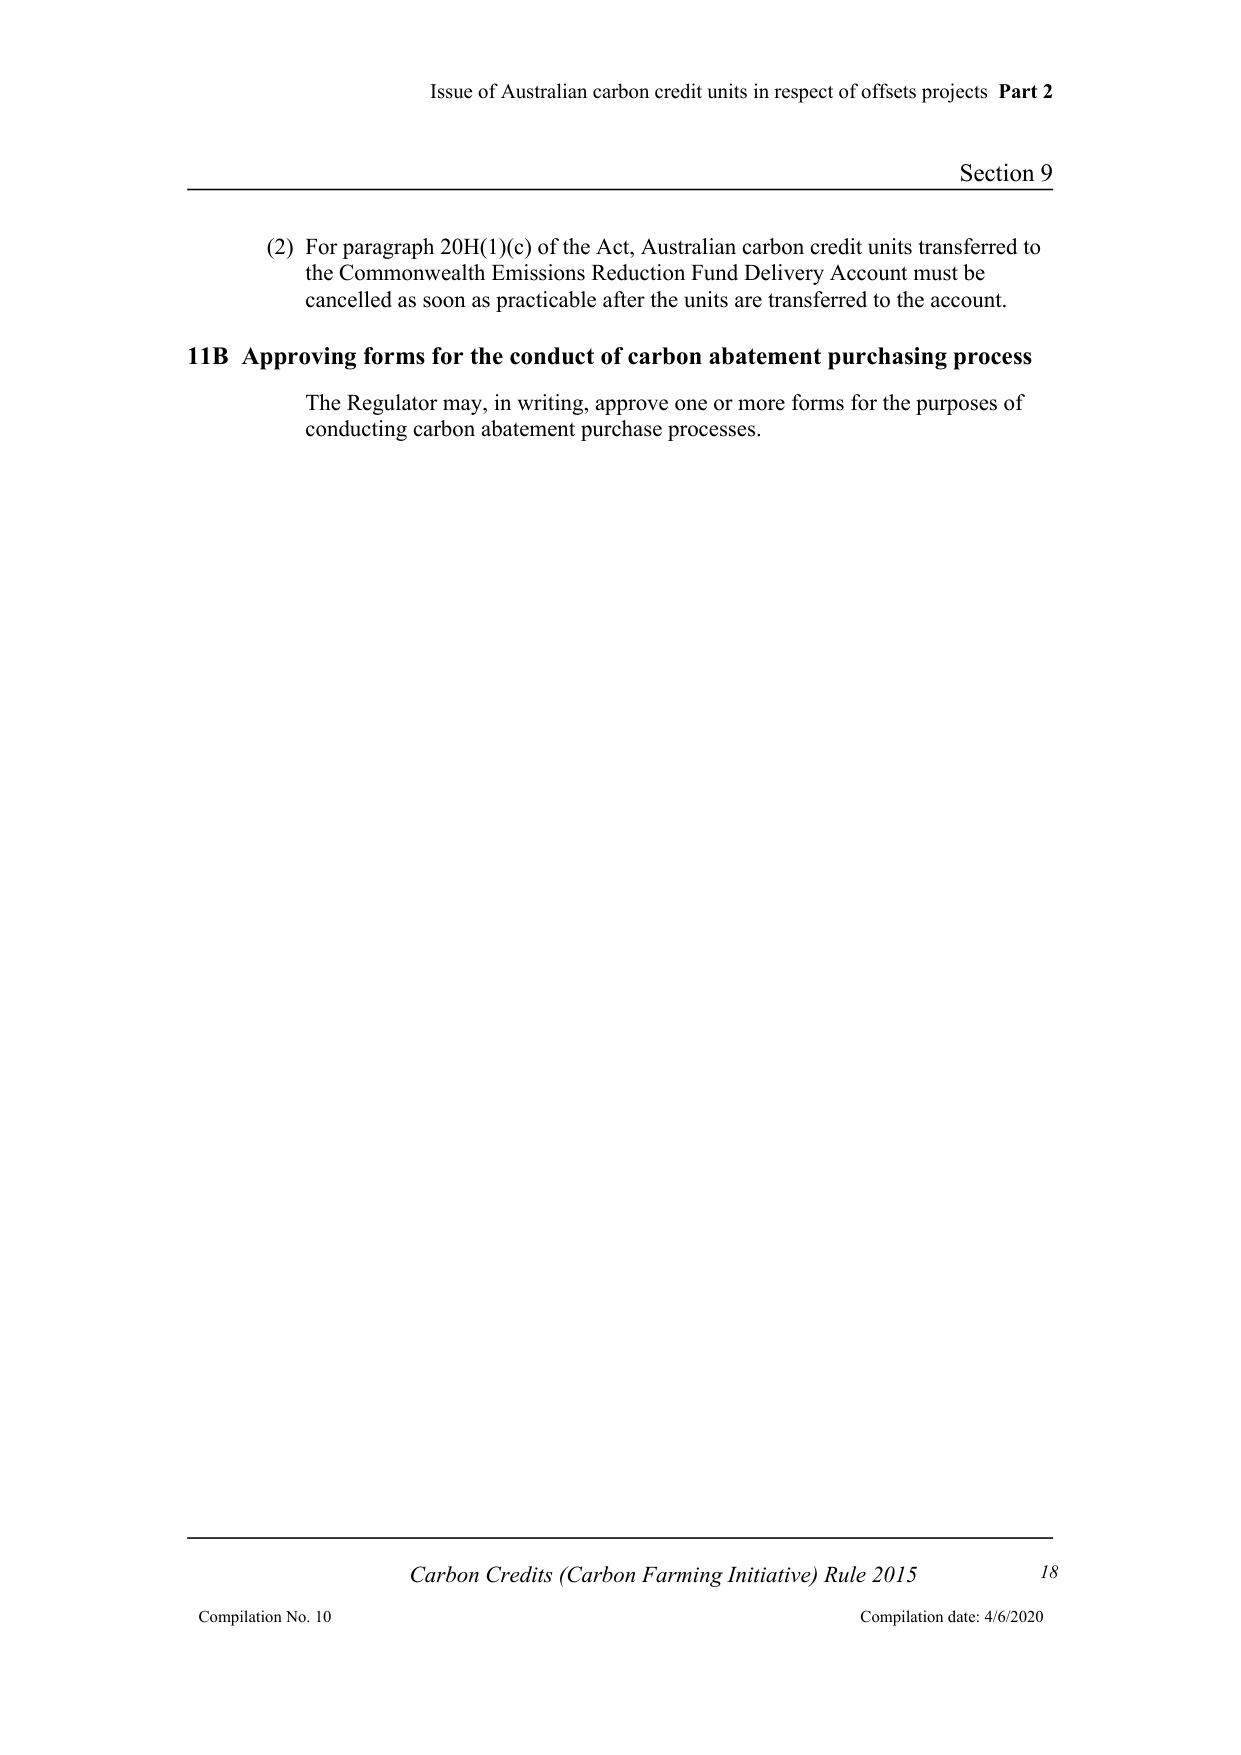 Issue of Australian carbon credit units in respect of offsets projects Part 2
Section 9
(2) For paragraph 20H(1)(c) of the Act, Australian carbon credit units transferred to
the Commonwealth Emissions Reduction Fund Delivery Account must be
cancelled as soon as practicable after the units are transferred to the account.
11B Approving forms for the conduct of carbon abatement purchasing process
The Regulator may, in writing, approve one or more forms for the purposes of
conducting carbon abatement purchase processes.
Carbon Credits (Carbon Farming Initiative) Rule 2015 18
Compilation No. 10 Compilation date: 4/6/2020